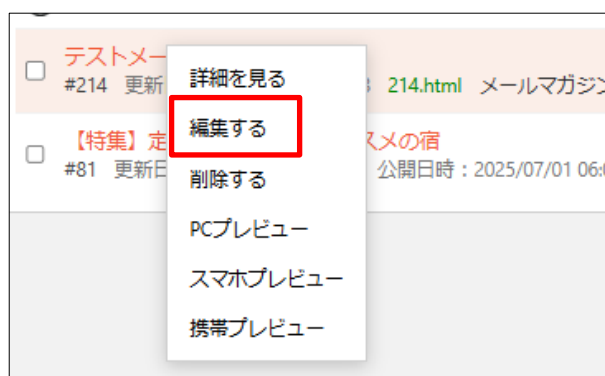 テストメー
#214 更新 214.html メールマガジン
詳細を見る
編集する
削除する
PCプレビュー
スマホプレビュー
携帯プレビュー
【特集】定 スメの宿
#81 更新日 公開日時：2025/07/01 06: